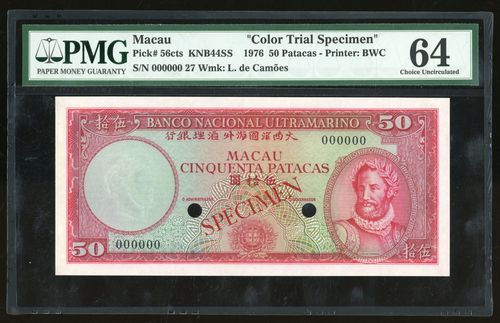 PMG
PAPER MONEY GUARANTY
Macau "Color Trial Specimen"
Pick# 56cts KNB44SS 1976 50 Patacas - Printer: BWC
S/N 000000 27 Wmk: L. de Camões
64
Choice Uncirculated
拾伍 BANCO NACIONAL ULTRAMARINO 50
大西洋國海外滙理銀行
000000
MACAU
CINQUENTA PATACAS
圓拾伍
O ADMINISTRADOR
SPECIMEN
50 000000
拾伍